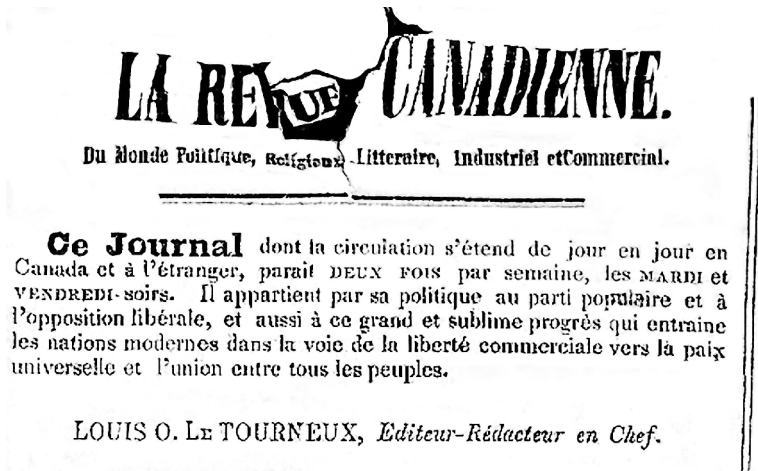 LA REVUE CANADIENNE.
Du Monde Politique, Religieux, Litteraire, Industriel etCommercial.
Ce Journal dont la circulation s'étend de jour en jour en
Canada et à l'étranger, parait DEUX FOIS par semaine, les MARDI et
VENDREDI-soirs. Il appartient par sa politique au parti populaire et à
l'opposition libérale, et aussi à ce grand et sublime progrès qui entraine
les nations modernes dans la voie de la liberté commerciale vers la paix
universelle et l'union entre tous les peuples.
LOUIS O. LE TOURNEUX, Editeur-Rédacteur en Chef.